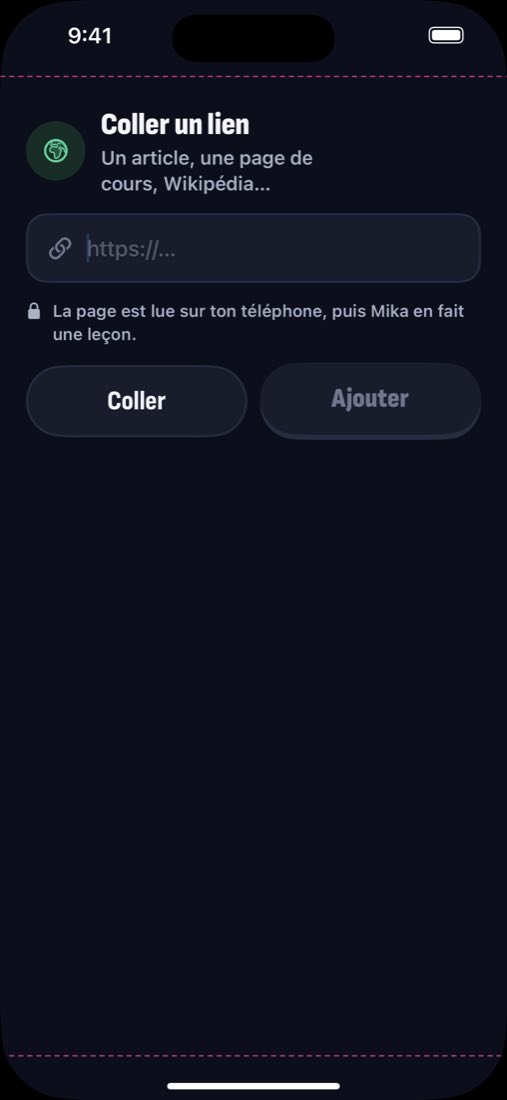 9:41
Coller un lien
Un article, une page de
cours, Wikipédia...
https://...
La page est lue sur ton téléphone, puis Mika en fait
une leçon.
Coller
Ajouter